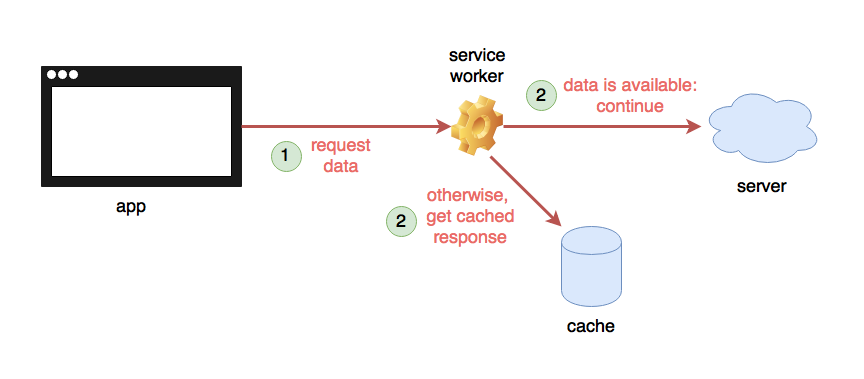 service
worker
2
data is available:
continue
1
request
data
server
app
2
otherwise,
get cached
response
cache